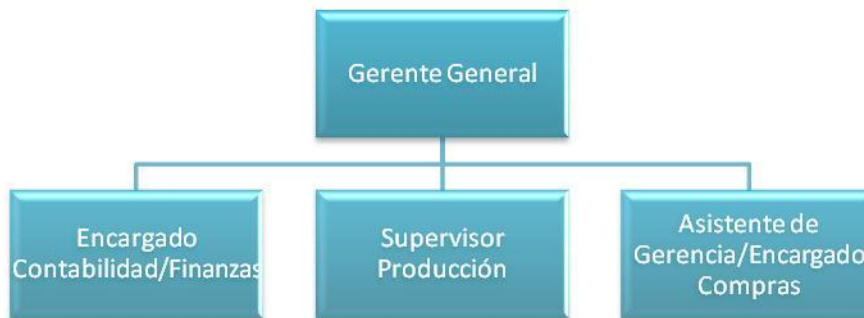 Gerente General
Encargado
Contabilidad/Finanzas
Supervisor
Producción
Asistente de
Gerencia/Encargado
Compras